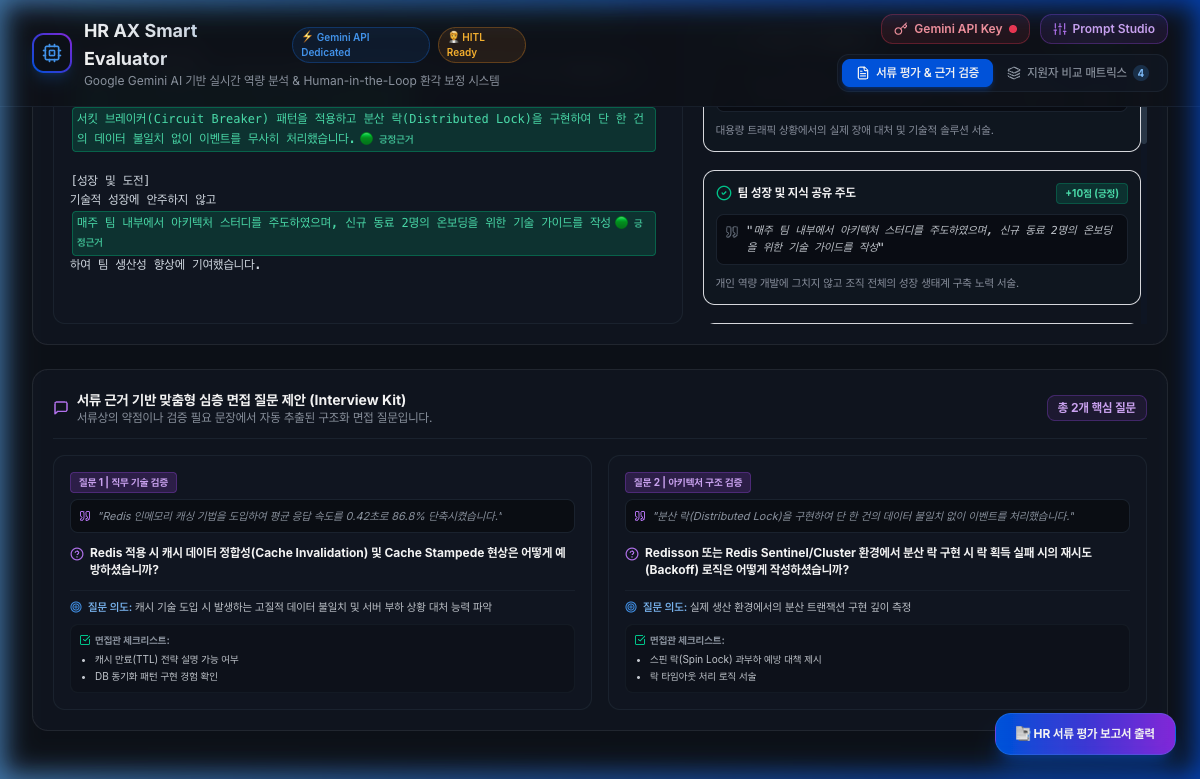 HR AX Smart
Evaluator
⚡ Gemini API
Dedicated
HITL
Ready
Google Gemini AI 기반 실시간 역량 분석 & Human-in-the-Loop 환각 보정 시스템
Gemini API Key
Prompt Studio
서류 평가 & 근거 검증
지원자 비교 매트릭스 4
서킷 브레이커(Circuit Breaker) 패턴을 적용하고 분산 락(Distributed Lock)을 구현하여 단 한 건
의 데이터 불일치 없이 이벤트를 무사히 처리했습니다. 긍정근거
[성장 및 도전]
기술적 성장에 안주하지 않고
매주 팀 내부에서 아키텍처 스터디를 주도하였으며, 신규 동료 2명의 온보딩을 위한 기술 가이드를 작성 긍
정근거
하여 팀 생산성 향상에 기여했습니다.
대용량 트래픽 상황에서의 실제 장애 대처 및 기술적 솔루션 서술.
팀 성장 및 지식 공유 주도
+10점 (긍정)
"매주 팀 내부에서 아키텍처 스터디를 주도하였으며, 신규 동료 2명의 온보딩
을 위한 기술 가이드를 작성"
개인 역량 개발에 그치지 않고 조직 전체의 성장 생태계 구축 노력 서술.
서류 근거 기반 맞춤형 심층 면접 질문 제안 (Interview Kit)
서류상의 약점이나 검증 필요 문장에서 자동 추출된 구조화 면접 질문입니다.
총 2개 핵심 질문
질문 1 | 직무 기술 검증
"Redis 인메모리 캐싱 기법을 도입하여 평균 응답 속도를 0.42초로 86.8% 단축시켰습니다."
Redis 적용 시 캐시 데이터 정합성(Cache Invalidation) 및 Cache Stampede 현상은 어떻게 예
방하셨습니까?
질문 의도: 캐시 기술 도입 시 발생하는 고질적 데이터 불일치 및 서버 부하 상황 대처 능력 파악
면접관 체크리스트:
• 캐시 만료(TTL) 전략 설명 가능 여부
• DB 동기화 패턴 구현 경험 확인
질문 2 | 아키텍처 구조 검증
"분산 락(Distributed Lock)을 구현하여 단 한 건의 데이터 불일치 없이 이벤트를 처리했습니다."
Redisson 또는 Redis Sentinel/Cluster 환경에서 분산 락 구현 시 락 획득 실패 시의 재시도
(Backoff) 로직은 어떻게 작성하셨습니까?
질문 의도: 실제 생산 환경에서의 분산 트랜잭션 구현 깊이 측정
면접관 체크리스트:
• 스핀 락(Spin Lock) 과부하 예방 대책 제시
• 락 타임아웃 처리 로직 서술
HR 서류 평가 보고서 출력